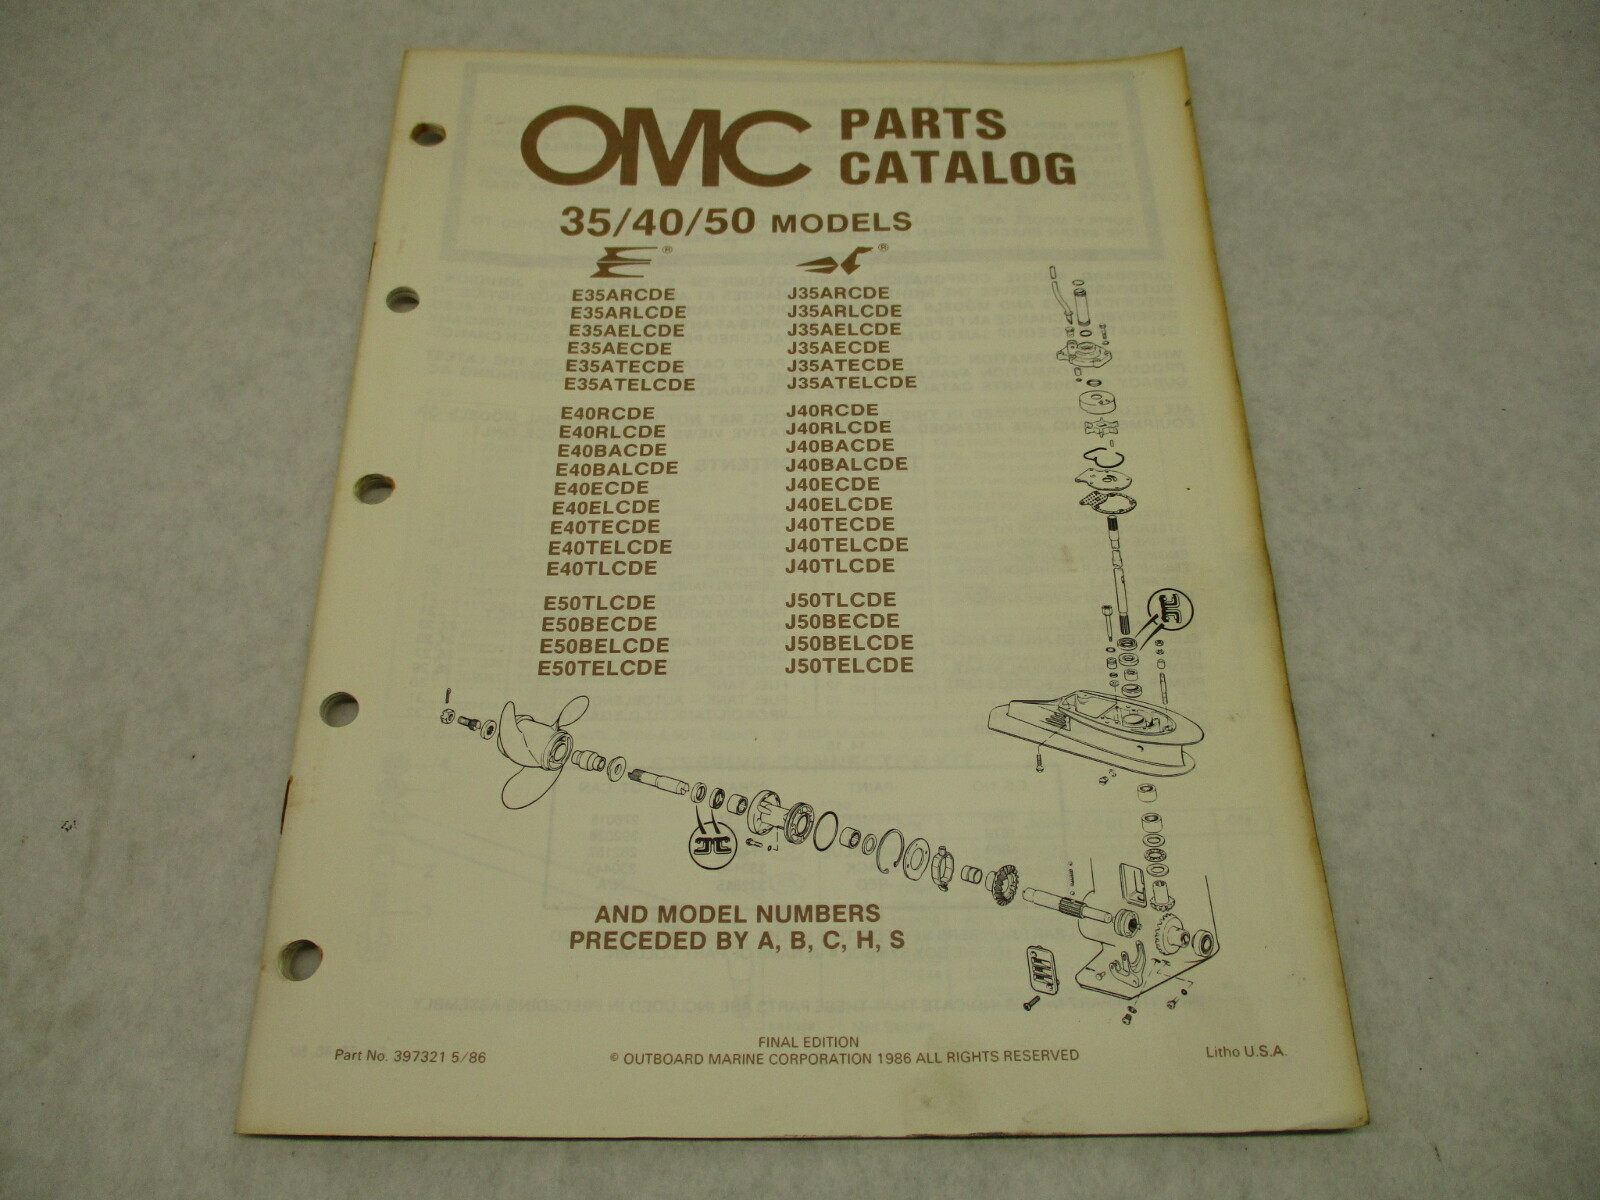 OMC PARTS CATALOG
35/40/50 MODELS
® ®
E35ARCDE J35ARCDE
E35ARLCDE J35ARLCDE
E35AELCDE J35AELCDE
E35AECDE J35AECDE
E35ATECDE J35ATECDE
E35ATELCDE J35ATELCDE
E40RCDE J40RCDE
E40RLCDE J40RLCDE
E40BACDE J40BACDE
E40BALCDE J40BALCDE
E40ECDE J40ECDE
E40ELCDE J40ELCDE
E40TECDE J40TECDE
E40TELCDE J40TELCDE
E40TLCDE J40TLCDE
E50TLCDE J50TLCDE
E50BECDE J50BECDE
E50BELCDE J50BELCDE
E50TELCDE J50TELCDE
AND MODEL NUMBERS
PRECEDED BY A, B, C, H, S
FINAL EDITION
Part No. 397321 5/86 © OUTBOARD MARINE CORPORATION 1986 ALL RIGHTS RESERVED Litho U.S.A.